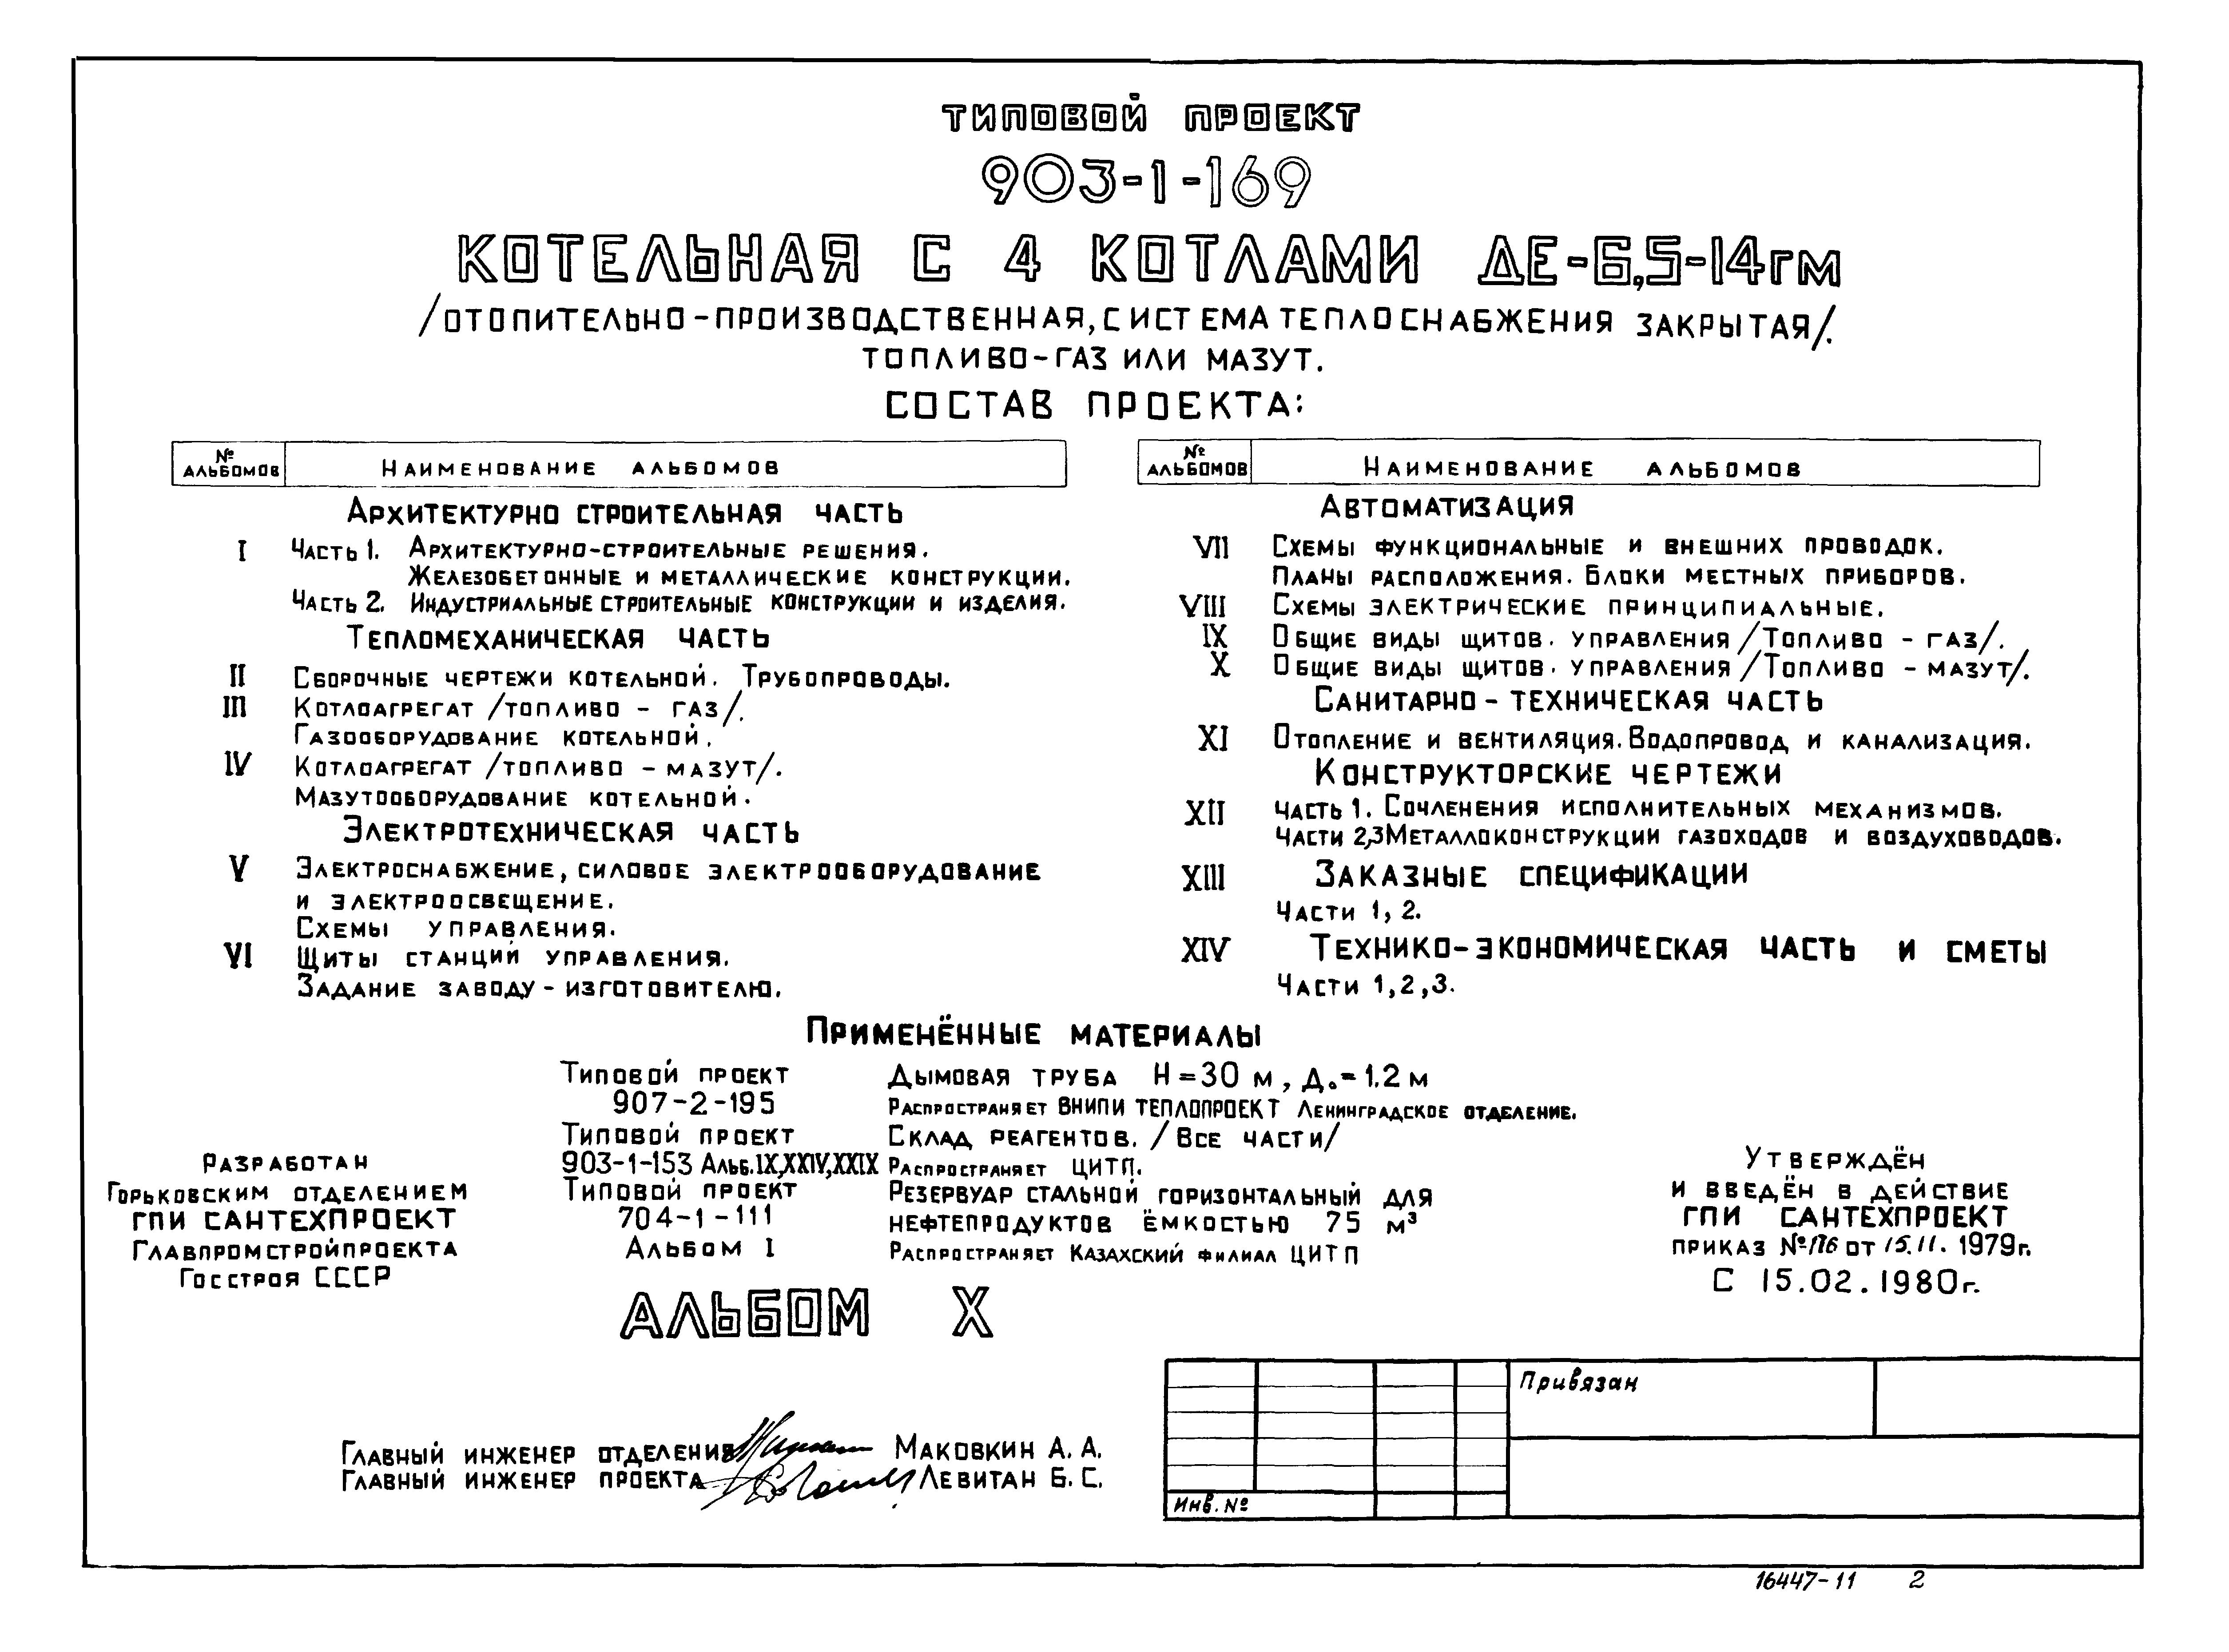 ТИПОВОЙ ПРОЕКТ
903-1-169
КОТЕЛЬНАЯ С 4 КОТЛАМИ ДЕ-6,5-14ГМ
/ОТОПИТЕЛЬНО-ПРОИЗВОДСТВЕННАЯ, СИСТЕМА ТЕПЛОСНАБЖЕНИЯ ЗАКРЫТАЯ/.
ТОПЛИВО-ГАЗ ИЛИ МАЗУТ.
СОСТАВ ПРОЕКТА:
№ АЛЬБОМОВ НАИМЕНОВАНИЕ АЛЬБОМОВ
АРХИТЕКТУРНО СТРОИТЕЛЬНАЯ ЧАСТЬ
I ЧАСТЬ 1. АРХИТЕКТУРНО-СТРОИТЕЛЬНЫЕ РЕШЕНИЯ.
ЖЕЛЕЗОБЕТОННЫЕ И МЕТАЛЛИЧЕСКИЕ КОНСТРУКЦИИ.
ЧАСТЬ 2. ИНДУСТРИАЛЬНЫЕ СТРОИТЕЛЬНЫЕ КОНСТРУКЦИИ И ИЗДЕЛИЯ.
ТЕПЛОМЕХАНИЧЕСКАЯ ЧАСТЬ
II СБОРОЧНЫЕ ЧЕРТЕЖИ КОТЕЛЬНОЙ. ТРУБОПРОВОДЫ.
III КОТЛОАГРЕГАТ /ТОПЛИВО - ГАЗ/.
ГАЗООБОРУДОВАНИЕ КОТЕЛЬНОЙ.
IV КОТЛОАГРЕГАТ /ТОПЛИВО - МАЗУТ/.
МАЗУТООБОРУДОВАНИЕ КОТЕЛЬНОЙ.
ЭЛЕКТРОТЕХНИЧЕСКАЯ ЧАСТЬ
V ЭЛЕКТРОСНАБЖЕНИЕ, СИЛОВОЕ ЭЛЕКТРООБОРУДОВАНИЕ
И ЭЛЕКТРООСВЕЩЕНИЕ.
СХЕМЫ УПРАВЛЕНИЯ.
VI ЩИТЫ СТАНЦИЙ УПРАВЛЕНИЯ.
ЗАДАНИЕ ЗАВОДУ-ИЗГОТОВИТЕЛЮ.
№ АЛЬБОМОВ НАИМЕНОВАНИЕ АЛЬБОМОВ
АВТОМАТИЗАЦИЯ
VII СХЕМЫ ФУНКЦИОНАЛЬНЫЕ И ВНЕШНИХ ПРОВОДОК.
ПЛАНЫ РАСПОЛОЖЕНИЯ. БЛОКИ МЕСТНЫХ ПРИБОРОВ.
VIII СХЕМЫ ЭЛЕКТРИЧЕСКИЕ ПРИНЦИПИАЛЬНЫЕ.
IX ОБЩИЕ ВИДЫ ЩИТОВ. УПРАВЛЕНИЯ /ТОПЛИВО - ГАЗ/.
X ОБЩИЕ ВИДЫ ЩИТОВ. УПРАВЛЕНИЯ /ТОПЛИВО - МАЗУТ/.
САНИТАРНО-ТЕХНИЧЕСКАЯ ЧАСТЬ
XI ОТОПЛЕНИЕ И ВЕНТИЛЯЦИЯ. ВОДОПРОВОД И КАНАЛИЗАЦИЯ.
КОНСТРУКТОРСКИЕ ЧЕРТЕЖИ
XII ЧАСТЬ 1. СОЧЛЕНЕНИЯ ИСПОЛНИТЕЛЬНЫХ МЕХАНИЗМОВ.
ЧАСТИ 2,3 МЕТАЛЛОКОНСТРУКЦИИ ГАЗОХОДОВ И ВОЗДУХОВОДОВ.
XIII ЗАКАЗНЫЕ СПЕЦИФИКАЦИИ
ЧАСТИ 1, 2.
XIV ТЕХНИКО-ЭКОНОМИЧЕСКАЯ ЧАСТЬ И СМЕТЫ
ЧАСТИ 1,2,3.
ПРИМЕНЁННЫЕ МАТЕРИАЛЫ
ТИПОВОЙ ПРОЕКТ ДЫМОВАЯ ТРУБА H=30 м, Д₀=1.2 м
907-2-195 РАСПРОСТРАНЯЕТ ВНИПИ ТЕПЛОПРОЕКТ ЛЕНИНГРАДСКОЕ ОТДЕЛЕНИЕ.
ТИПОВОЙ ПРОЕКТ СКЛАД РЕАГЕНТОВ. /ВСЕ ЧАСТИ/
903-1-153 АЛЬБ. IX, XXIV, XXIX РАСПРОСТРАНЯЕТ ЦИТП.
ТИПОВОЙ ПРОЕКТ РЕЗЕРВУАР СТАЛЬНОЙ ГОРИЗОНТАЛЬНЫЙ ДЛЯ
704-1-111 НЕФТЕПРОДУКТОВ ЁМКОСТЬЮ 75 м³
АЛЬБОМ I РАСПРОСТРАНЯЕТ КАЗАХСКИЙ ФИЛИАЛ ЦИТП
РАЗРАБОТАН
ГОРЬКОВСКИМ ОТДЕЛЕНИЕМ
ГПИ САНТЕХПРОЕКТ
ГЛАВПРОМСТРОЙПРОЕКТА
ГОССТРОЯ СССР
УТВЕРЖДЁН
И ВВЕДЁН В ДЕЙСТВИЕ
ГПИ САНТЕХПРОЕКТ
ПРИКАЗ № 176 ОТ 15.11. 1979г.
С 15.02.1980г.
АЛЬБОМ X
ГЛАВНЫЙ ИНЖЕНЕР ОТДЕЛЕНИЯ МАКОВКИН А. А.
ГЛАВНЫЙ ИНЖЕНЕР ПРОЕКТА ЛЕВИТАН Б. С.
Привязан
Инв. №
16447-11 2